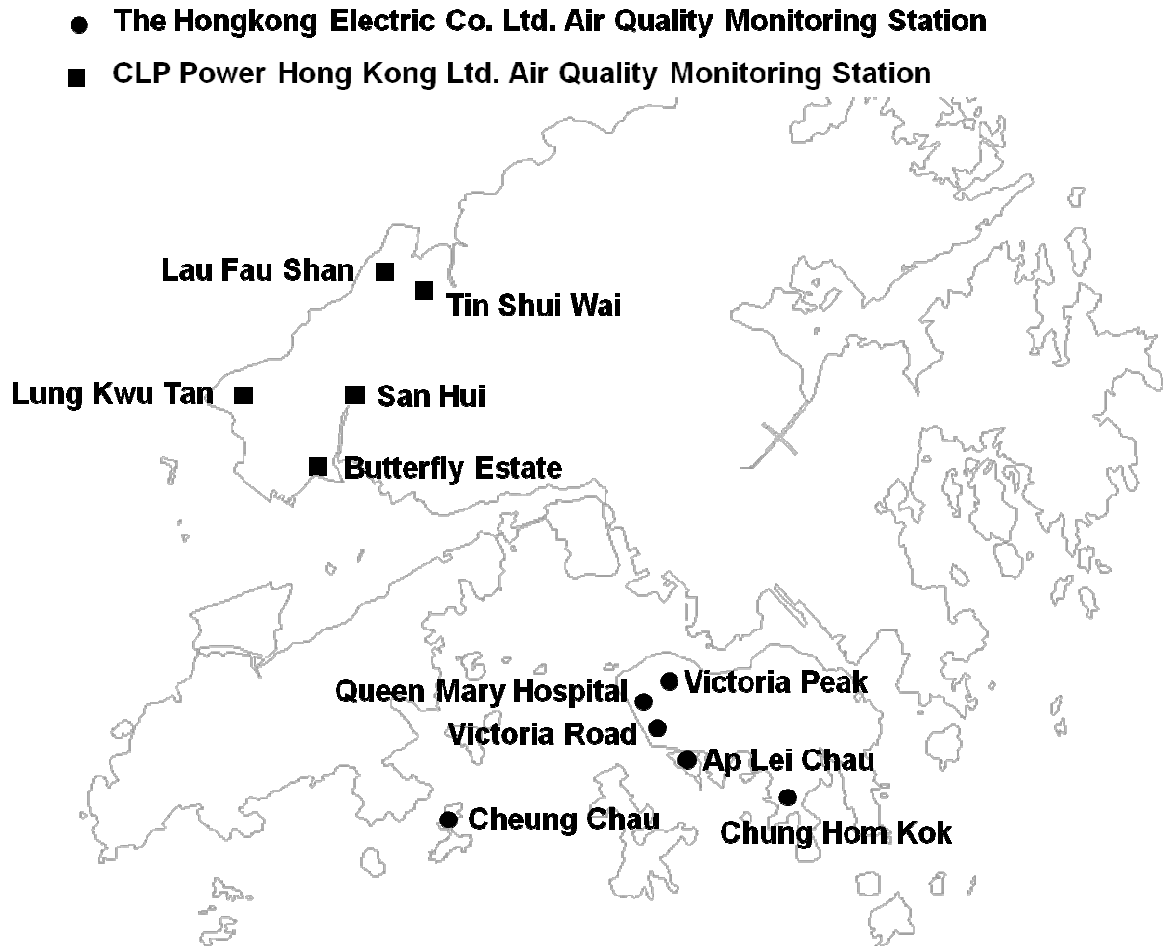 The Hongkong Electric Co. Ltd. Air Quality Monitoring Station
CLP Power Hong Kong Ltd. Air Quality Monitoring Station
Lau Fau Shan
Tin Shui Wai
Lung Kwu Tan
San Hui
Butterfly Estate
Victoria Peak
Queen Mary Hospital
Victoria Road
Ap Lei Chau
Cheung Chau
Chung Hom Kok